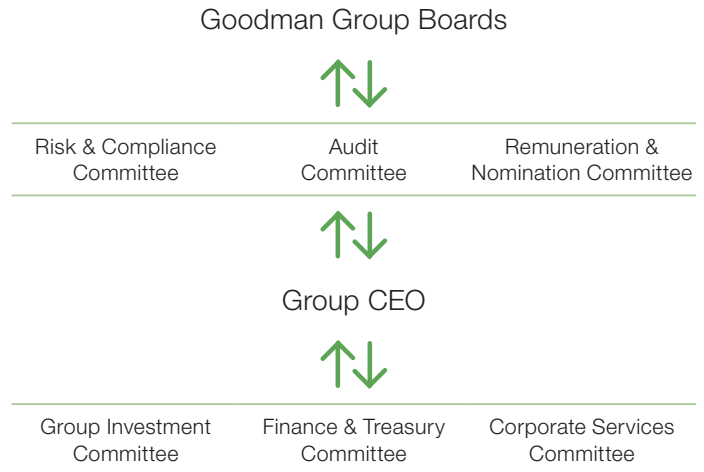 Goodman Group Boards
Risk & Compliance
Committee
Audit
Committee
Remuneration &
Nomination Committee
Group CEO
Group Investment
Committee
Finance & Treasury
Committee
Corporate Services
Committee